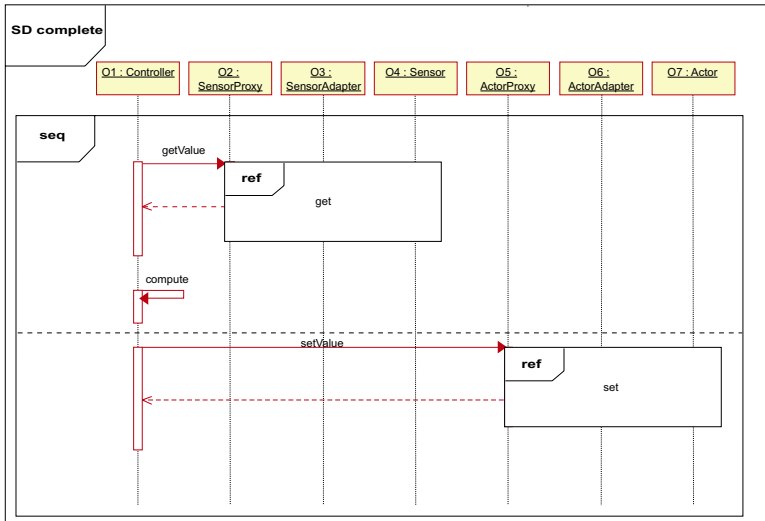 SD complete
O1 : Controller
O2 :
SensorProxy
O3 :
SensorAdapter
O4 : Sensor
O5 :
ActorProxy
O6 :
ActorAdapter
O7 : Actor
seq
getValue
ref
get
compute
setValue
ref
set